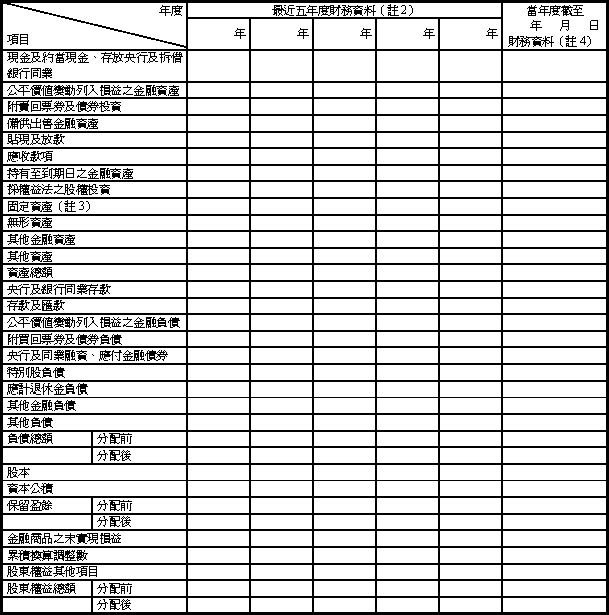 年度
項目
最近五年度財務資料（註2）
年 年 年 年 年
當年度截至
年 月 日
財務資料（註4）
現金及約當現金、存放央行及拆借
銀行同業
公平價值變動列入損益之金融資產
附賣回票券及債券投資
備供出售金融資產
貼現及放款
應收款項
持有至到期日之金融資產
採權益法之股權投資
固定資產（註3）
無形資產
其他金融資產
其他資產
資產總額
央行及銀行同業存款
存款及匯款
公平價值變動列入損益之金融負債
附買回票券及債券負債
央行及同業融資、應付金融債券
特別股負債
應計退休金負債
其他金融負債
其他負債
負債總額 分配前
分配後
股本
資本公積
保留盈餘 分配前
分配後
金融商品之未實現損益
累積換算調整數
股東權益其他項目
股東權益總額 分配前
分配後